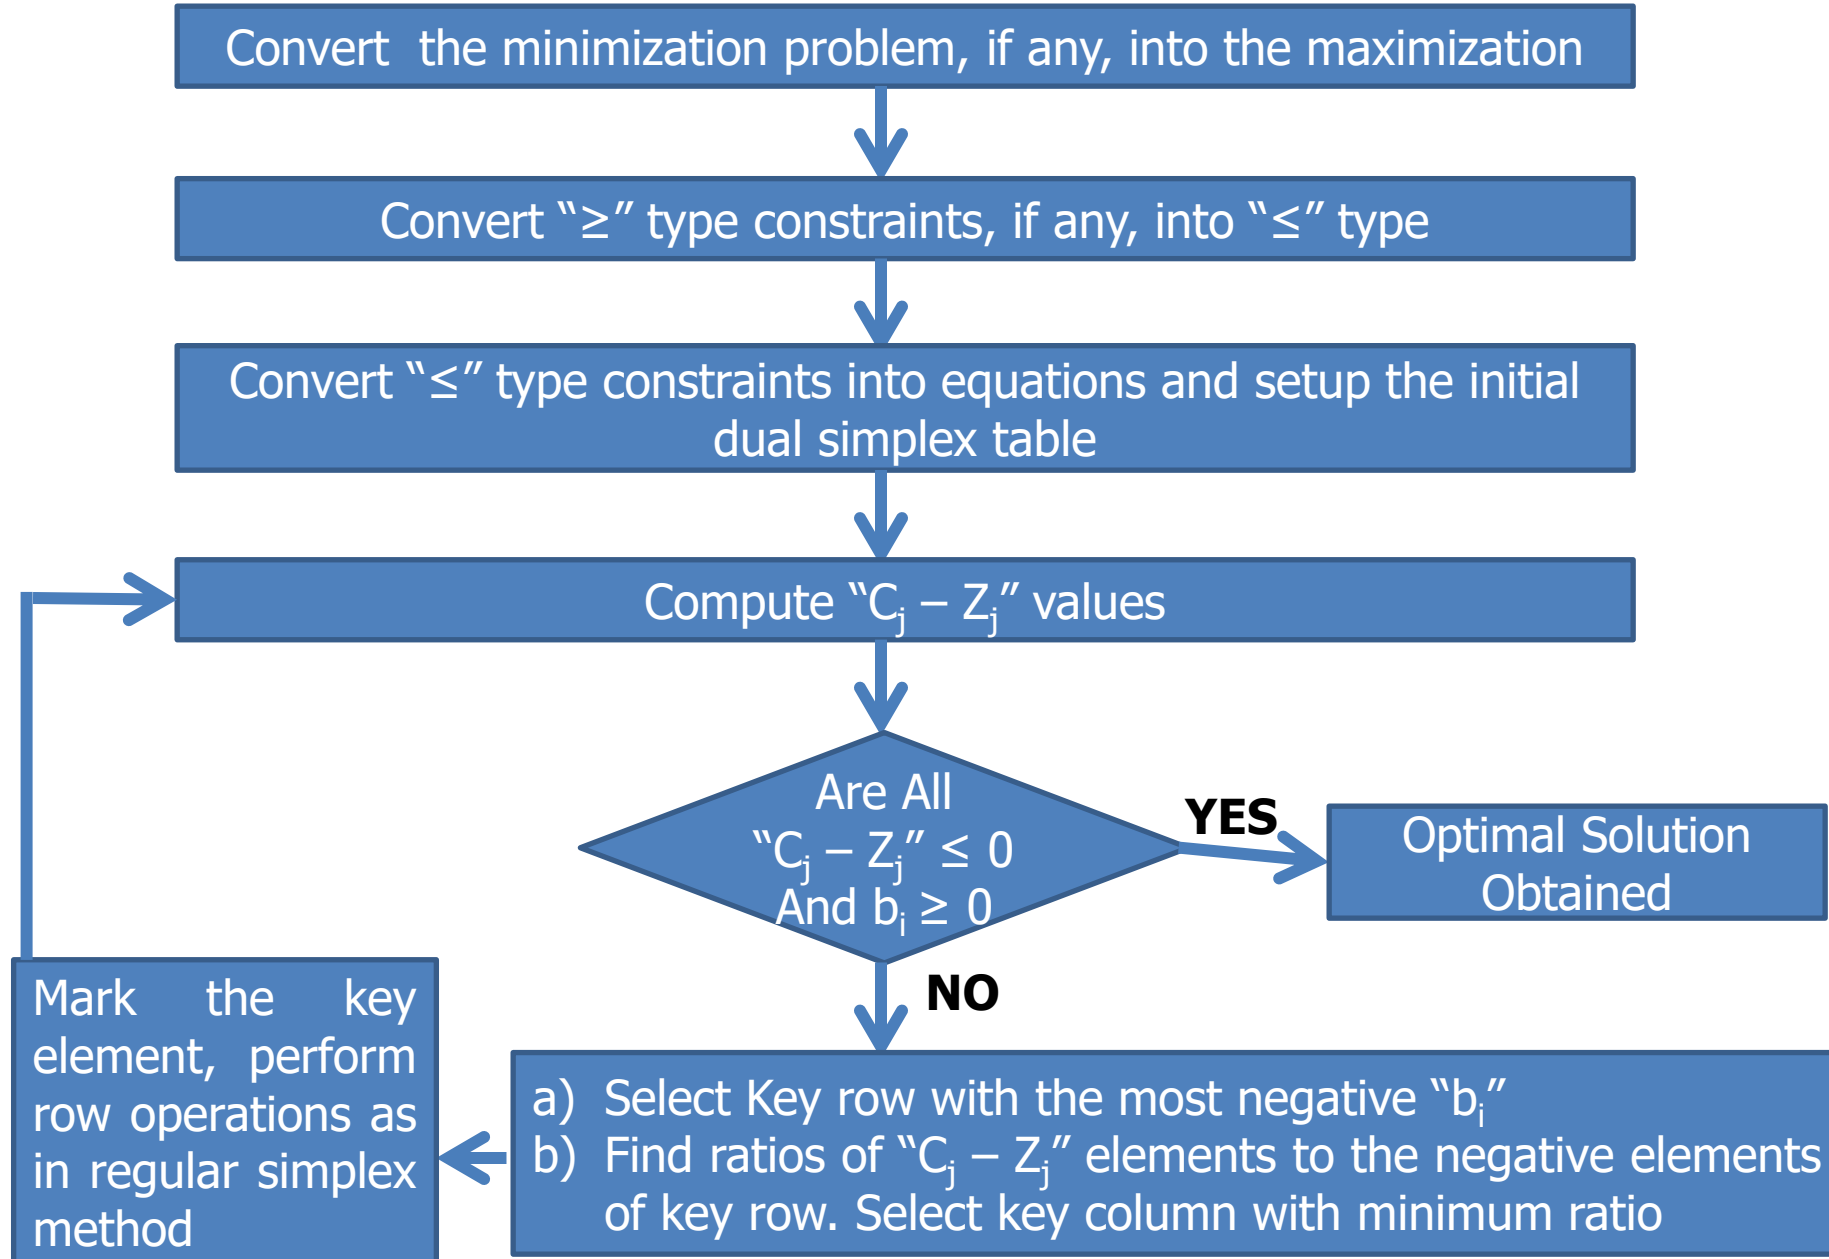 Convert the minimization problem, if any, into the maximization
Convert “≥” type constraints, if any, into “≤” type
Convert “≤” type constraints into equations and setup the initial
dual simplex table
Compute “Cj – Zj” values
Are All
“Cj – Zj” ≤ 0
And bi ≥ 0
YES
Optimal Solution
Obtained
NO
a) Select Key row with the most negative “bi”
b) Find ratios of “Cj – Zj” elements to the negative elements
of key row. Select key column with minimum ratio
Mark the key
element, perform
row operations as
in regular simplex
method